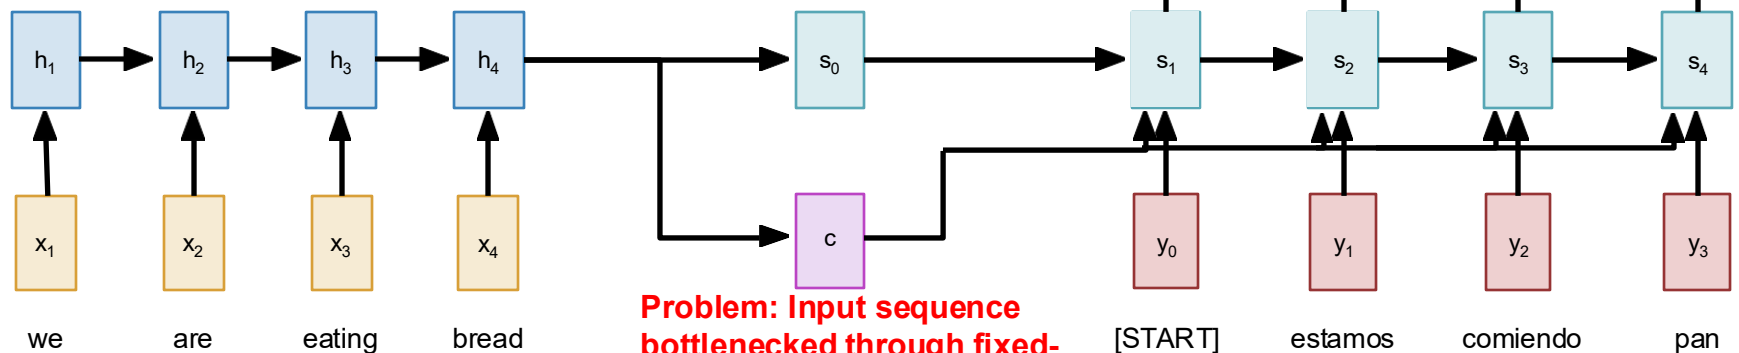 h1 h2 h3 h4 s0 s1 s2 s3 s4
x1 x2 x3 x4 c y0 y1 y2 y3
Problem: Input sequence
bottlenecked through fixed-
we are eating bread [START] estamos comiendo pan